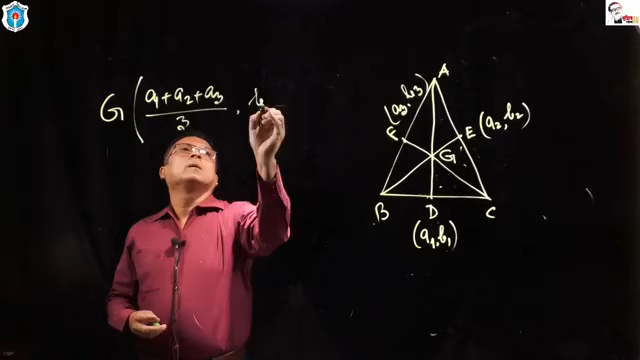 G ( (a₁ + a₂ + a₃) / 3 , b
A
(a₃, b₃)
F
E (a₂, b₂)
G
B
D
C
(a₁, b₁)